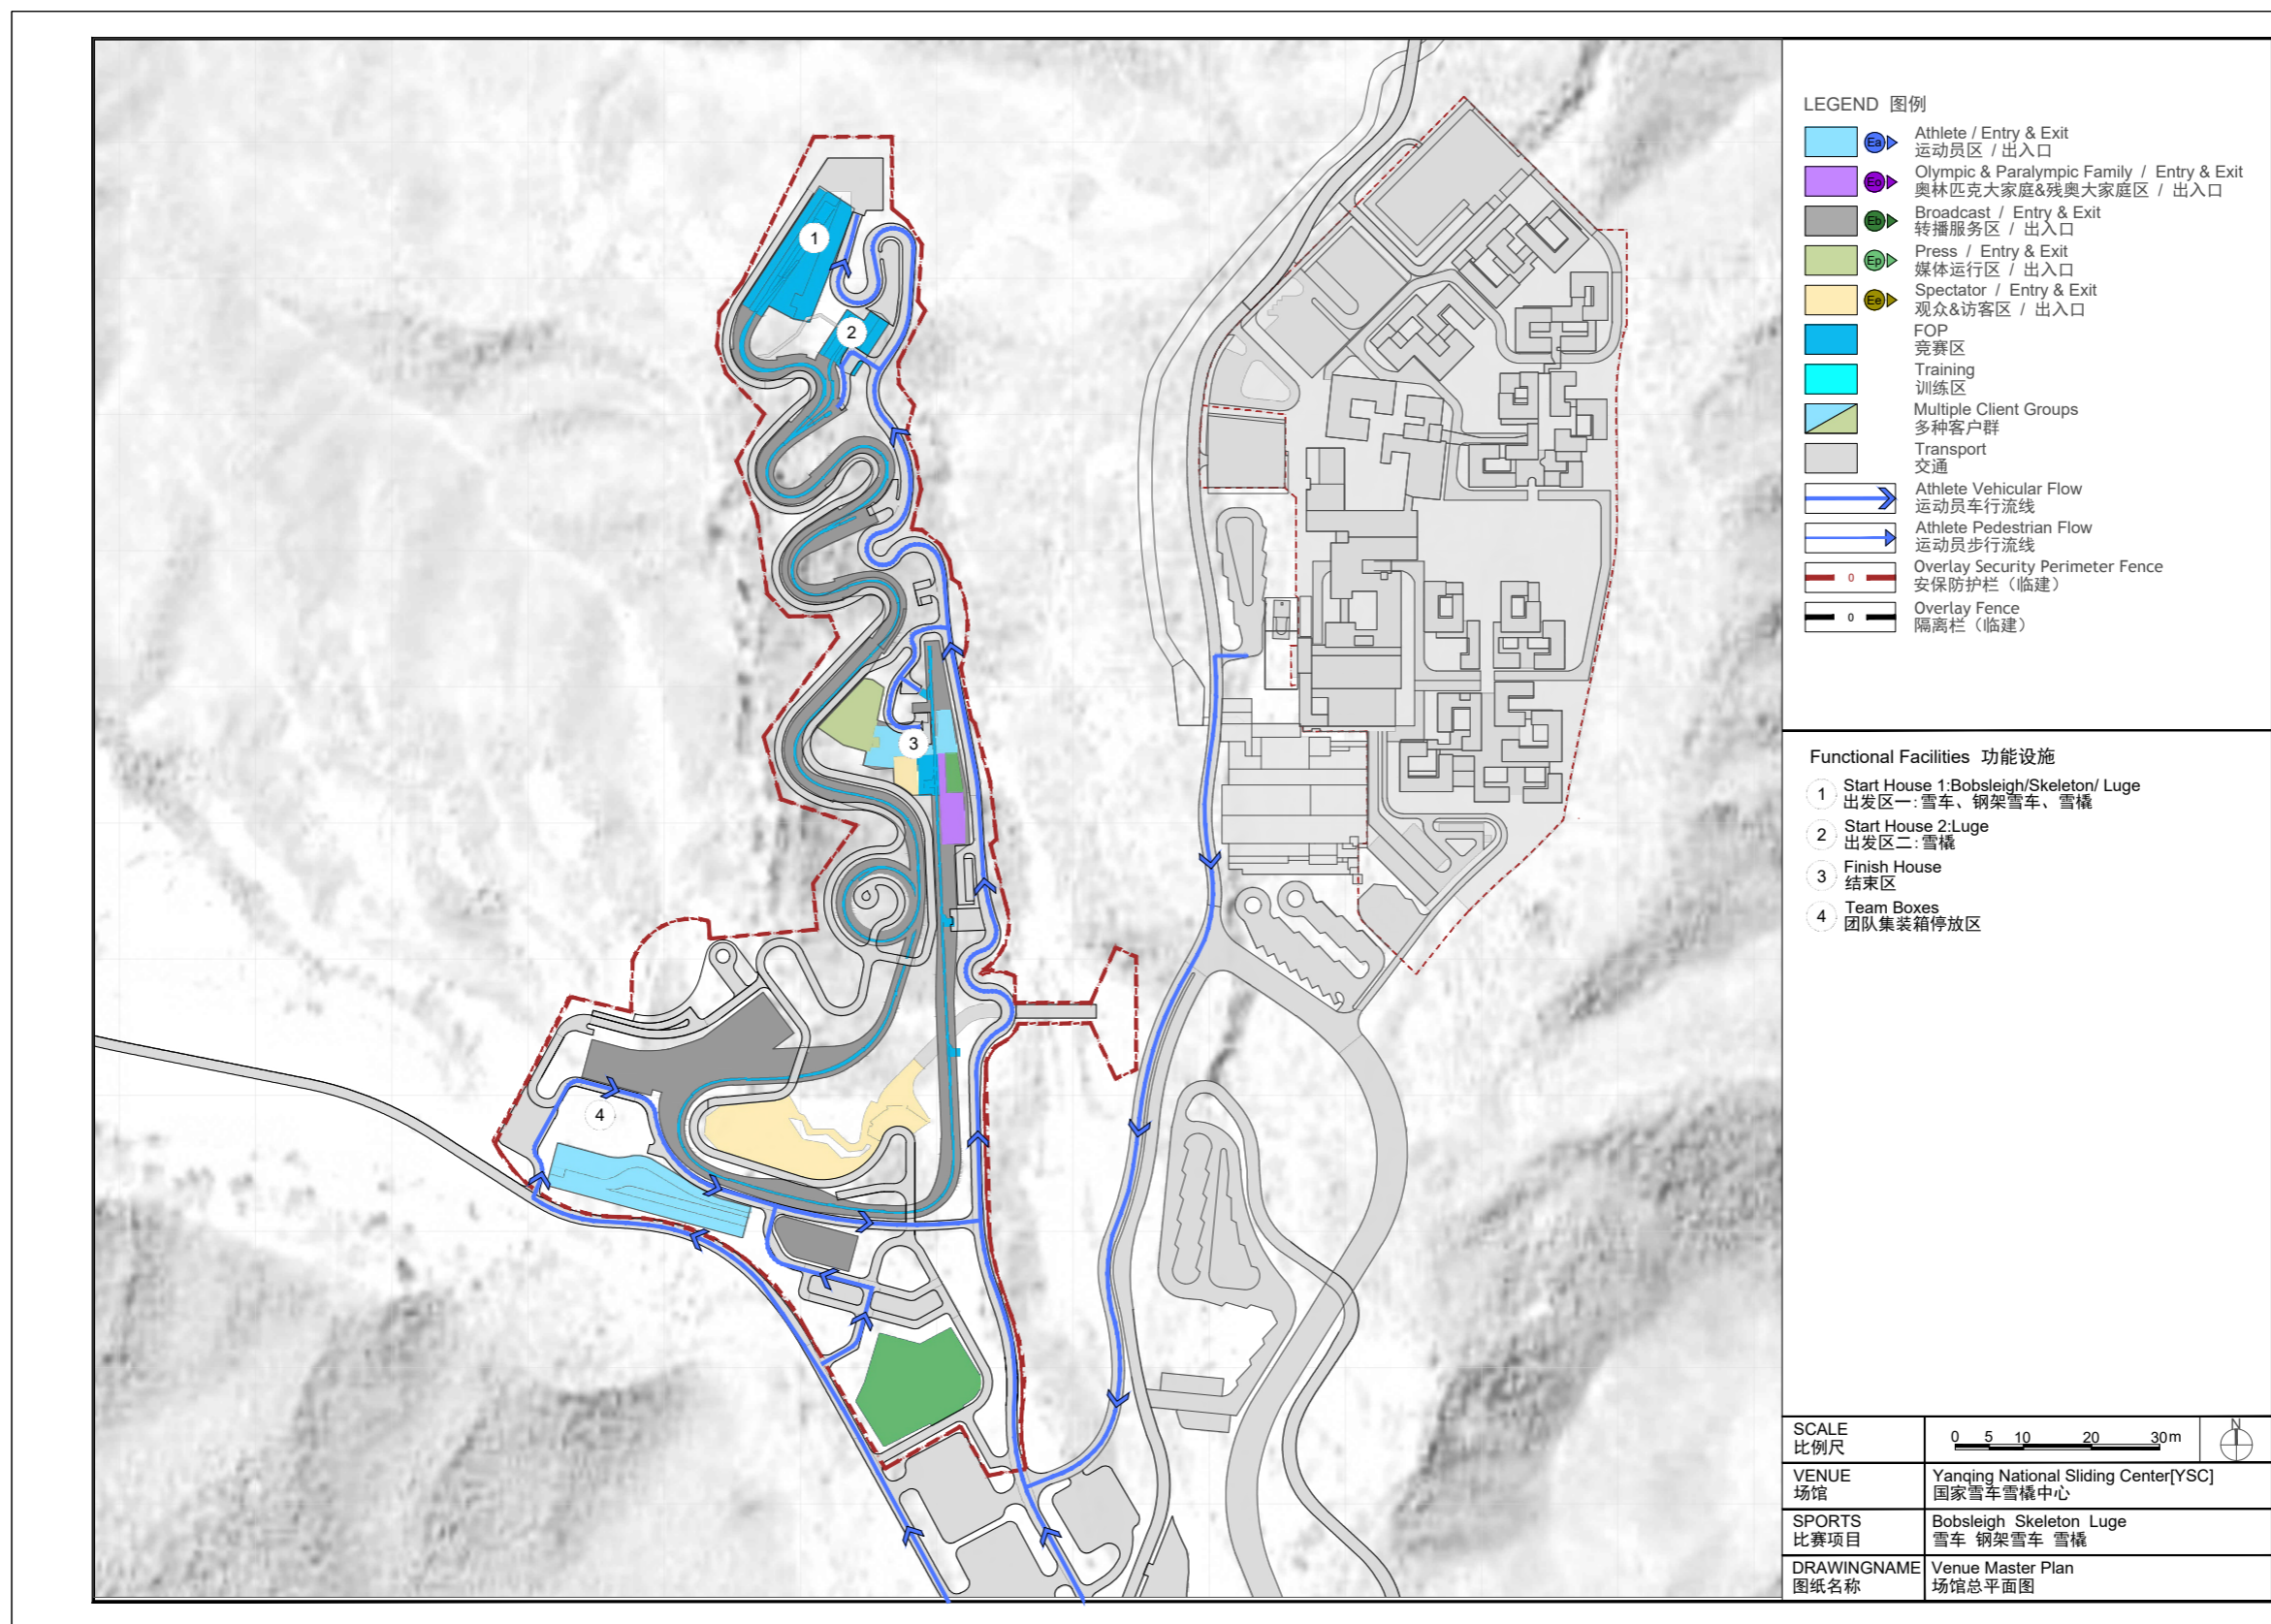 LEGEND 图例
Ea
Athlete / Entry & Exit
运动员区 / 出入口
Eo
Olympic & Paralympic Family / Entry & Exit
奥林匹克大家庭&残奥大家庭区 / 出入口
Eb
Broadcast / Entry & Exit
转播服务区 / 出入口
Ep
Press / Entry & Exit
媒体运行区 / 出入口
Ee
Spectator / Entry & Exit
观众&访客区 / 出入口
FOP
竞赛区
Training
训练区
Multiple Client Groups
多种客户群
Transport
交通
Athlete Vehicular Flow
运动员车行流线
Athlete Pedestrian Flow
运动员步行流线
0
Overlay Security Perimeter Fence
安保防护栏（临建）
0
Overlay Fence
隔离栏（临建）
Functional Facilities 功能设施
1 Start House 1:Bobsleigh/Skeleton/ Luge
出发区一:雪车、钢架雪车、雪橇
2 Start House 2:Luge
出发区二:雪橇
3 Finish House
结束区
4 Team Boxes
团队集装箱停放区
1
2
3
4
SCALE
比例尺
0 5 10 20 30m
N
VENUE
场馆
Yanqing National Sliding Center[YSC]
国家雪车雪橇中心
SPORTS
比赛项目
Bobsleigh Skeleton Luge
雪车 钢架雪车 雪橇
DRAWINGNAME
图纸名称
Venue Master Plan
场馆总平面图